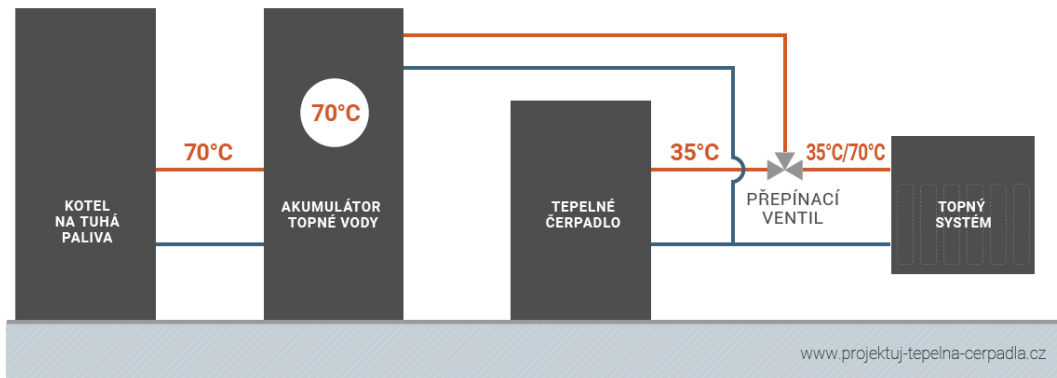 70°C
70°C
35°C
35°C/70°C
KOTEL
NA TUHÁ
PALIVA
AKUMULÁTOR
TOPNÉ VODY
TEPELNÉ
ČERPADLO
PŘEPÍNACÍ
VENTIL
TOPNÝ
SYSTÉM
www.projektuj-tepelna-cerpadla.cz